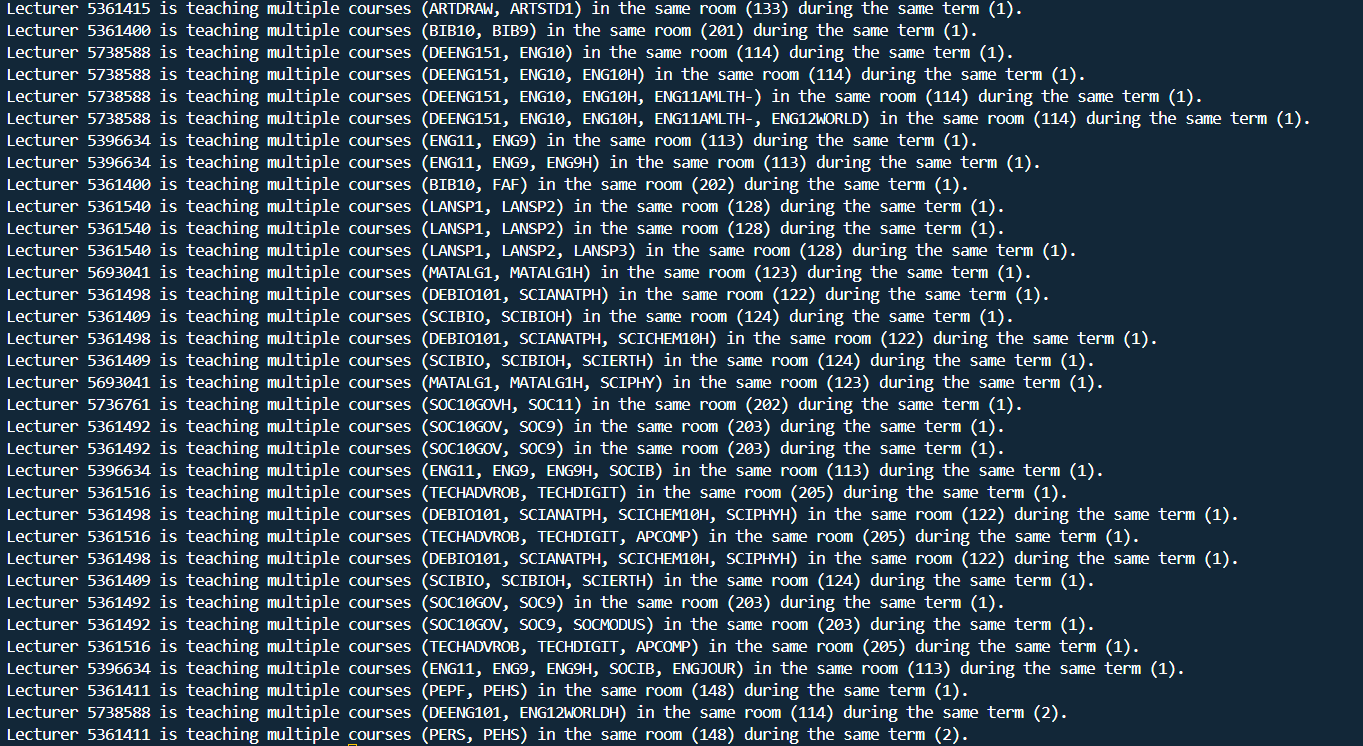 Lecturer 5361415 is teaching multiple courses (ARTDRAW, ARTSTD1) in the same room (133) during the same term (1).
Lecturer 5361400 is teaching multiple courses (BIB10, BIB9) in the same room (201) during the same term (1).
Lecturer 5738588 is teaching multiple courses (DEENG151, ENG10) in the same room (114) during the same term (1).
Lecturer 5738588 is teaching multiple courses (DEENG151, ENG10, ENG10H) in the same room (114) during the same term (1).
Lecturer 5738588 is teaching multiple courses (DEENG151, ENG10, ENG10H, ENG11AMLTH-) in the same room (114) during the same term (1).
Lecturer 5738588 is teaching multiple courses (DEENG151, ENG10, ENG10H, ENG11AMLTH-, ENG12WORLD) in the same room (114) during the same term (1).
Lecturer 5396634 is teaching multiple courses (ENG11, ENG9) in the same room (113) during the same term (1).
Lecturer 5396634 is teaching multiple courses (ENG11, ENG9, ENG9H) in the same room (113) during the same term (1).
Lecturer 5361400 is teaching multiple courses (BIB10, FAF) in the same room (202) during the same term (1).
Lecturer 5361540 is teaching multiple courses (LANSP1, LANSP2) in the same room (128) during the same term (1).
Lecturer 5361540 is teaching multiple courses (LANSP1, LANSP2) in the same room (128) during the same term (1).
Lecturer 5361540 is teaching multiple courses (LANSP1, LANSP2, LANSP3) in the same room (128) during the same term (1).
Lecturer 5693041 is teaching multiple courses (MATALG1, MATALG1H) in the same room (123) during the same term (1).
Lecturer 5361498 is teaching multiple courses (DEBIO101, SCIANATPH) in the same room (122) during the same term (1).
Lecturer 5361409 is teaching multiple courses (SCIBIO, SCIBIOH) in the same room (124) during the same term (1).
Lecturer 5361498 is teaching multiple courses (DEBIO101, SCIANATPH, SCICHEM10H) in the same room (122) during the same term (1).
Lecturer 5361409 is teaching multiple courses (SCIBIO, SCIBIOH, SCIERTH) in the same room (124) during the same term (1).
Lecturer 5693041 is teaching multiple courses (MATALG1, MATALG1H, SCIPHY) in the same room (123) during the same term (1).
Lecturer 5736761 is teaching multiple courses (SOC10GOVH, SOC11) in the same room (202) during the same term (1).
Lecturer 5361492 is teaching multiple courses (SOC10GOV, SOC9) in the same room (203) during the same term (1).
Lecturer 5361492 is teaching multiple courses (SOC10GOV, SOC9) in the same room (203) during the same term (1).
Lecturer 5396634 is teaching multiple courses (ENG11, ENG9, ENG9H, SOCIB) in the same room (113) during the same term (1).
Lecturer 5361516 is teaching multiple courses (TECHADVROB, TECHDIGIT) in the same room (205) during the same term (1).
Lecturer 5361498 is teaching multiple courses (DEBIO101, SCIANATPH, SCICHEM10H, SCIPHYH) in the same room (122) during the same term (1).
Lecturer 5361516 is teaching multiple courses (TECHADVROB, TECHDIGIT, APCOMP) in the same room (205) during the same term (1).
Lecturer 5361498 is teaching multiple courses (DEBIO101, SCIANATPH, SCICHEM10H, SCIPHYH) in the same room (122) during the same term (1).
Lecturer 5361409 is teaching multiple courses (SCIBIO, SCIBIOH, SCIERTH) in the same room (124) during the same term (1).
Lecturer 5361492 is teaching multiple courses (SOC10GOV, SOC9) in the same room (203) during the same term (1).
Lecturer 5361492 is teaching multiple courses (SOC10GOV, SOC9, SOCMODUS) in the same room (203) during the same term (1).
Lecturer 5361516 is teaching multiple courses (TECHADVROB, TECHDIGIT, APCOMP) in the same room (205) during the same term (1).
Lecturer 5396634 is teaching multiple courses (ENG11, ENG9, ENG9H, SOCIB, ENGJOUR) in the same room (113) during the same term (1).
Lecturer 5361411 is teaching multiple courses (PEPF, PEHS) in the same room (148) during the same term (1).
Lecturer 5738588 is teaching multiple courses (DEENG101, ENG12WORLDH) in the same room (114) during the same term (2).
Lecturer 5361411 is teaching multiple courses (PERS, PEHS) in the same room (148) during the same term (2).